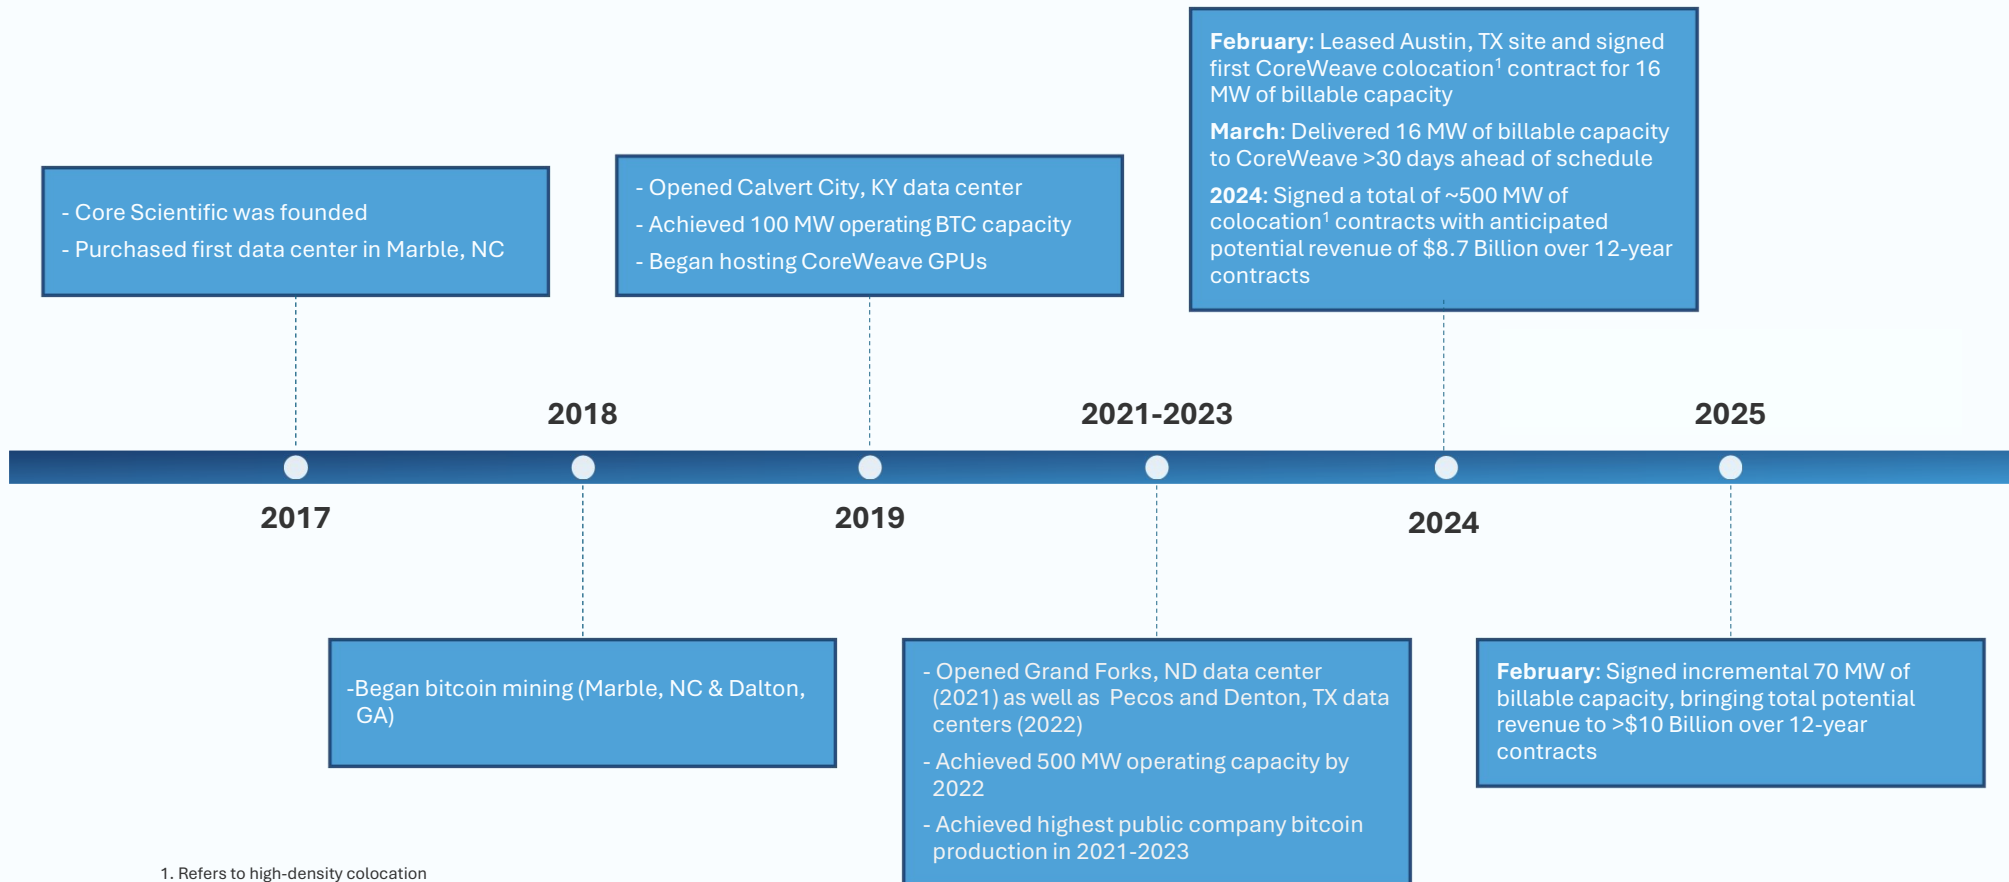 - Core Scientific was founded
- Purchased first data center in Marble, NC
- Opened Calvert City, KY data center
- Achieved 100 MW operating BTC capacity
- Began hosting CoreWeave GPUs
February: Leased Austin, TX site and signed
first CoreWeave colocation¹ contract for 16
MW of billable capacity
March: Delivered 16 MW of billable capacity
to CoreWeave >30 days ahead of schedule
2024: Signed a total of ~500 MW of
colocation¹ contracts with anticipated
potential revenue of $8.7 Billion over 12-year
contracts
2018
2021-2023
2025
2017
2019
2024
-Began bitcoin mining (Marble, NC & Dalton,
GA)
- Opened Grand Forks, ND data center
(2021) as well as Pecos and Denton, TX data
centers (2022)
- Achieved 500 MW operating capacity by
2022
- Achieved highest public company bitcoin
production in 2021-2023
February: Signed incremental 70 MW of
billable capacity, bringing total potential
revenue to >$10 Billion over 12-year
contracts
1. Refers to high-density colocation